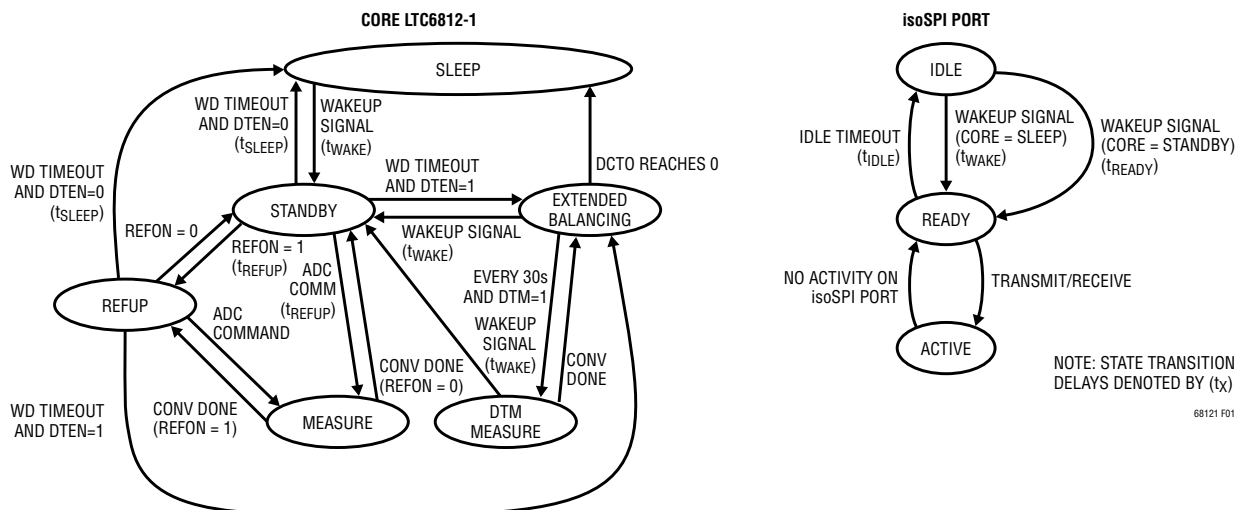 CORE LTC6812-1
SLEEP
WD TIMEOUT
AND DTEN=0
(tSLEEP)
WAKEUP
SIGNAL
(tWAKE)
WD TIMEOUT
AND DTEN=0
(tSLEEP)
WD TIMEOUT
AND DTEN=1
DCTO REACHES 0
STANDBY
EXTENDED
BALANCING
WAKEUP SIGNAL
(tWAKE)
REFON = 0
REFON = 1
(tREFUP)
ADC
COMM
(tREFUP)
EVERY 30s
AND DTM=1
REFUP
ADC
COMMAND
WAKEUP
SIGNAL
(tWAKE)
CONV
DONE
CONV DONE
(REFON = 0)
WD TIMEOUT
AND DTEN=1
CONV DONE
(REFON = 1)
MEASURE
DTM
MEASURE
isoSPI PORT
IDLE
IDLE TIMEOUT
(tIDLE)
WAKEUP SIGNAL
(CORE = SLEEP)
(tWAKE)
WAKEUP SIGNAL
(CORE = STANDBY)
(tREADY)
READY
NO ACTIVITY ON
isoSPI PORT
TRANSMIT/RECEIVE
ACTIVE
NOTE: STATE TRANSITION
DELAYS DENOTED BY (tX)
68121 F01